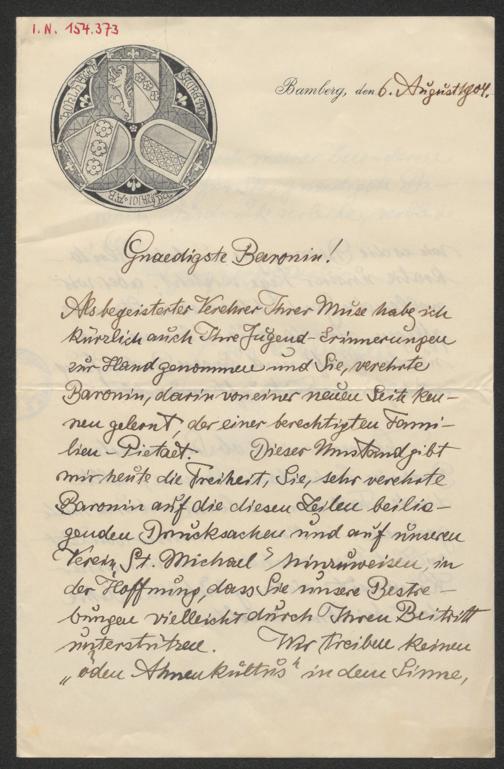 I.N. 154.373
Bamberg, den 6. August 1904.
Gnaedigste Baronin!
Als begeisterter Verehrer Ihrer Muse habe ich
kürzlich auch Ihre Jugend-Erinnerungen
zur Hand genommen und Sie, verehrte
Baronin, darin von einer neuen Seite ken-
nen gelernt, der einer berechtigten Fami-
lien-Pietaet. Dieser Umstand gibt
mir heute die Freiheit, Sie, sehr verehrte
Baronin auf die diesen Zeilen beilie-
genden Drucksachen und auf unseren
Verein „St. Michael“ hinzuweisen, in
der Hoffnung, dass Sie unsere Bestre-
bungen vielleicht durch Ihren Beitritt
unterstützen. Wir treiben keinen
„öden Ahnenkultus“ in dem Sinne,